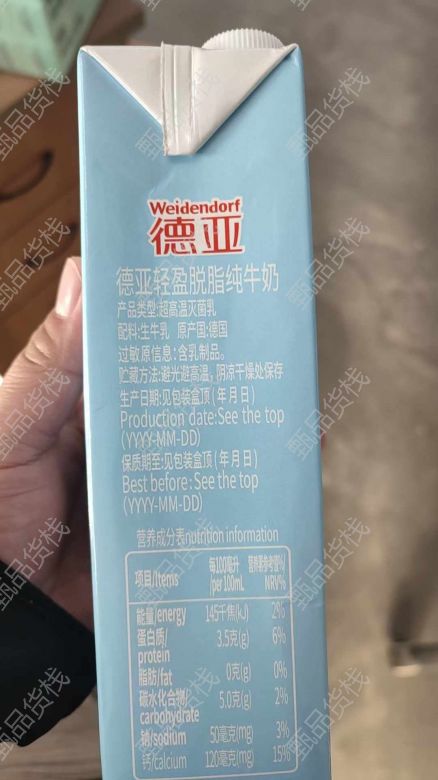 Weidendorf
德亚
德亚轻盈脱脂纯牛奶
产品类型:超高温灭菌乳
配料:生牛乳 原产国:德国
过敏原信息:含乳制品。
贮藏方法:避光避高温,阴凉干燥处保存
生产日期:见包装盒顶(年月日)
Production date:See the top
(YYYY-MM-DD)
保质期至:见包装盒顶(年月日)
Best before:See the top
(YYYY-MM-DD)
营养成分表nutrition information
项目/Items 每100毫升/per 100mL 营养素参考值%/NRV%
能量/energy 145千焦(kJ) 2%
蛋白质/protein 3.5克(g) 6%
脂肪/fat 0克(g) 0%
碳水化合物/carbohydrate 5.0克(g) 2%
钠/sodium 50毫克(mg) 3%
钙/calcium 120毫克(mg) 15%
甄品货栈